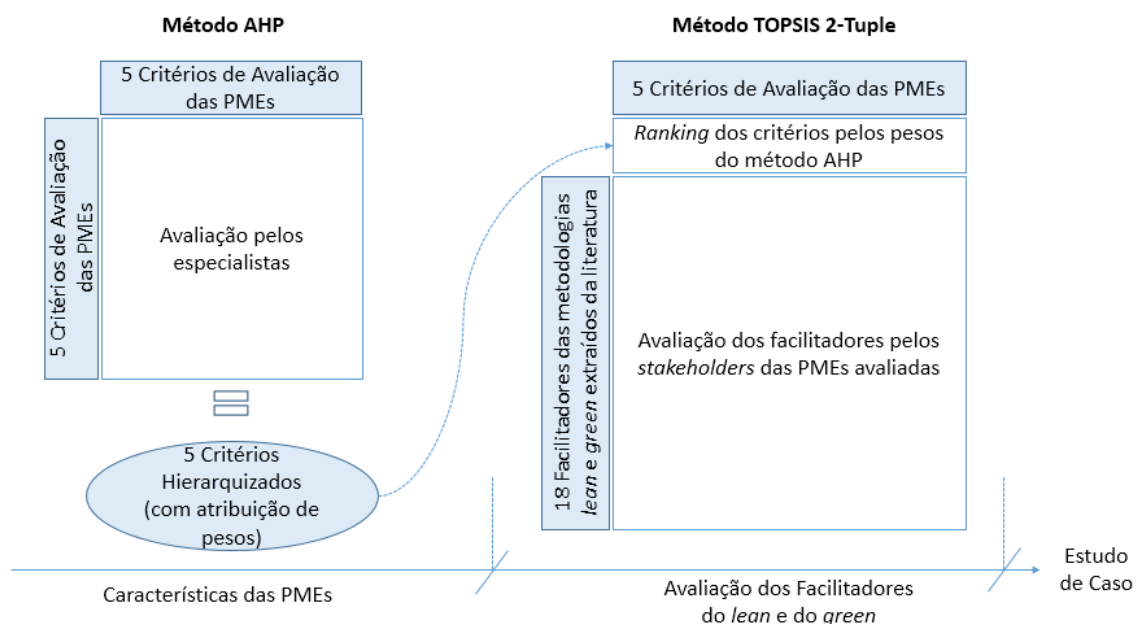 Método AHP
5 Critérios de Avaliação
das PMEs
5 Critérios de Avaliação
das PMEs
Avaliação pelos
especialistas
5 Critérios
Hierarquizados
(com atribuição de
pesos)
Características das PMEs
Método TOPSIS 2-Tuple
5 Critérios de Avaliação das PMEs
Ranking dos critérios pelos pesos
do método AHP
18 Facilitadores das metodologias
lean e green extraídos da literatura
Avaliação dos facilitadores pelos
stakeholders das PMEs avaliadas
Avaliação dos Facilitadores
do lean e do green
Estudo
de Caso